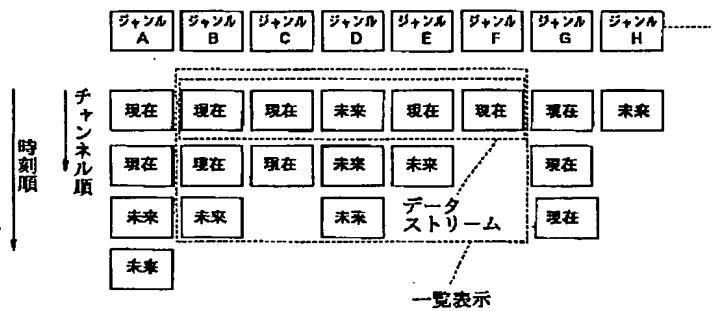 ジャンル ジャンル ジャンル ジャンル ジャンル ジャンル ジャンル ジャンル
A B C D E F G H
時刻順
チャンネル順
現在 現在 現在 未来 現在 現在 現在 未来
現在 現在 現在 未来 未来 現在
未来 未来 未来 現在
データ
ストリーム
未来
一覧表示